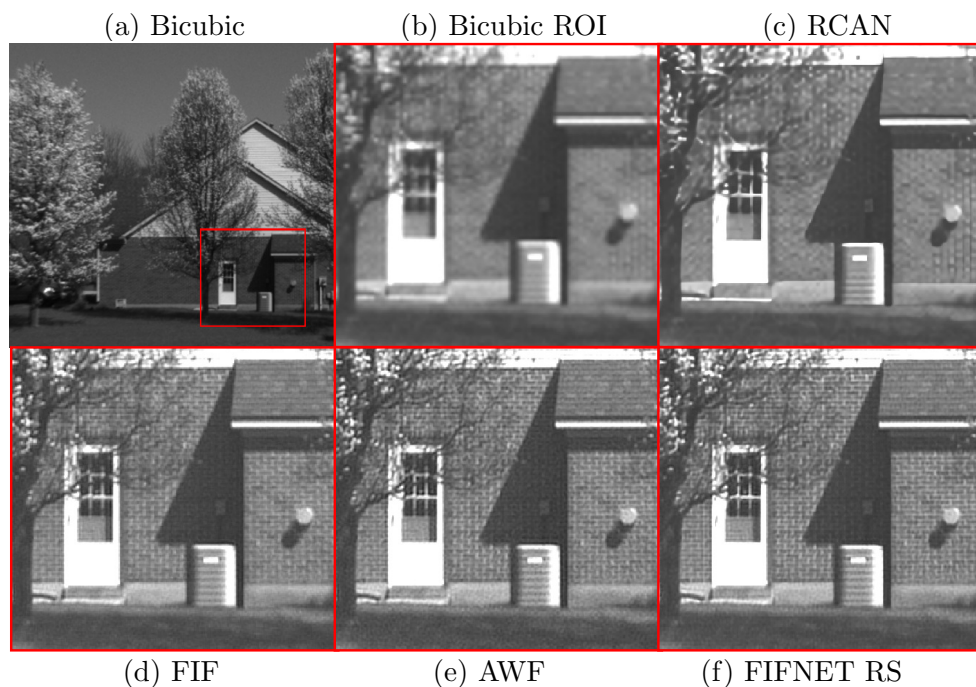 (a) Bicubic
(b) Bicubic ROI
(c) RCAN
(d) FIF
(e) AWF
(f) FIFNET RS